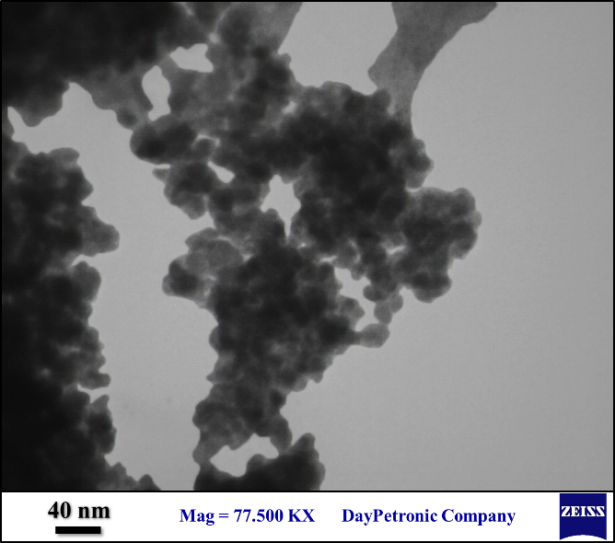 40 nm
Mag = 77.500 KX DayPetronic Company
ZEISS